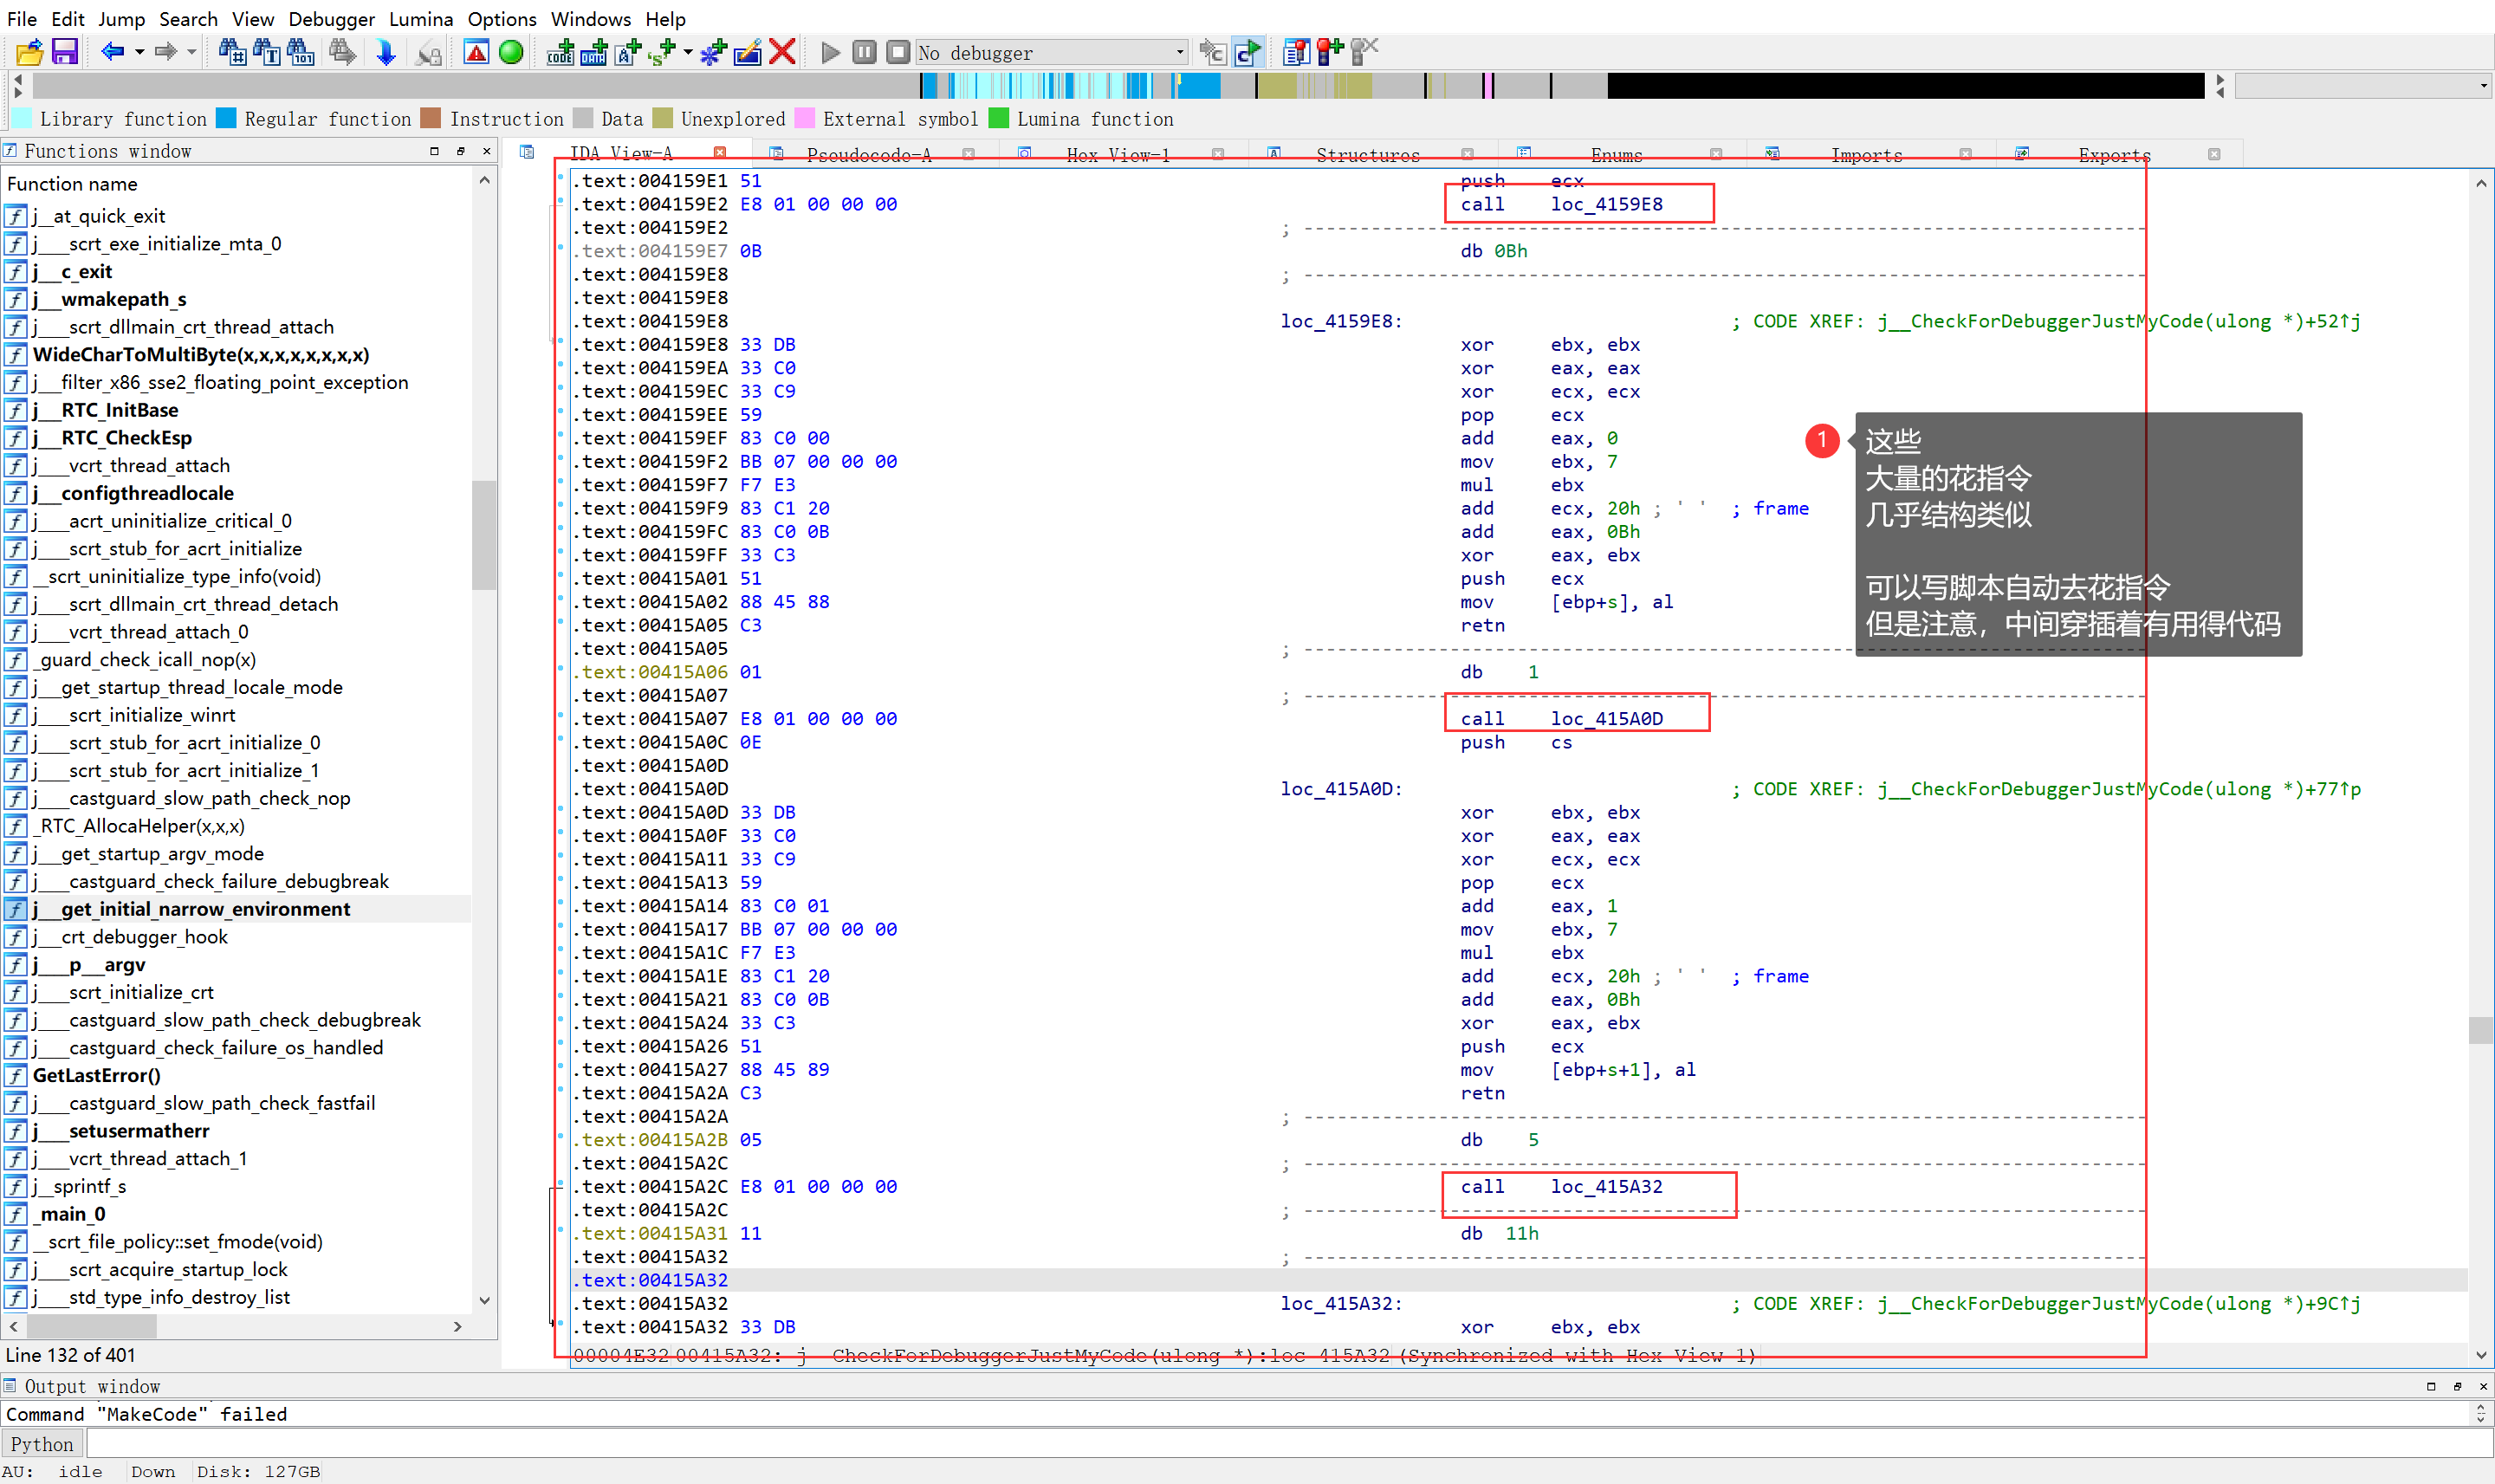 File Edit Jump Search View Debugger Lumina Options Windows Help
No debugger
Library function Regular function Instruction Data Unexplored External symbol Lumina function
Functions window
Function name
j__at_quick_exit
j___scrt_exe_initialize_mta_0
j__c_exit
j__wmakepath_s
j___scrt_dllmain_crt_thread_attach
WideCharToMultiByte(x,x,x,x,x,x,x,x)
j__filter_x86_sse2_floating_point_exception
j__RTC_InitBase
j__RTC_CheckEsp
j___vcrt_thread_attach
j__configthreadlocale
j___acrt_uninitialize_critical_0
j___scrt_stub_for_acrt_initialize
__scrt_uninitialize_type_info(void)
j___scrt_dllmain_crt_thread_detach
j___vcrt_thread_attach_0
_guard_check_icall_nop(x)
j__get_startup_thread_locale_mode
j___scrt_initialize_winrt
j___scrt_stub_for_acrt_initialize_0
j___scrt_stub_for_acrt_initialize_1
j___castguard_slow_path_check_nop
_RTC_AllocaHelper(x,x,x)
j__get_startup_argv_mode
j___castguard_check_failure_debugbreak
j__get_initial_narrow_environment
j__crt_debugger_hook
j___p__argv
j___scrt_initialize_crt
j___castguard_slow_path_check_debugbreak
j___castguard_check_failure_os_handled
GetLastError()
j___castguard_slow_path_check_fastfail
j___setusermatherr
j___vcrt_thread_attach_1
j__sprintf_s
_main_0
__scrt_file_policy::set_fmode(void)
j___scrt_acquire_startup_lock
j___std_type_info_destroy_list
Line 132 of 401
IDA View-A Pseudocode-A Hex View-1 Structures Enums Imports Exports
.text:004159E1 51 push ecx
.text:004159E2 E8 01 00 00 00 call loc_4159E8
.text:004159E2 ; ---------------------------------------------------------------------------
.text:004159E7 0B db 0Bh
.text:004159E8 ; ---------------------------------------------------------------------------
.text:004159E8
.text:004159E8 loc_4159E8: ; CODE XREF: j__CheckForDebuggerJustMyCode(ulong *)+52↑j
.text:004159E8 33 DB xor ebx, ebx
.text:004159EA 33 C0 xor eax, eax
.text:004159EC 33 C9 xor ecx, ecx
.text:004159EE 59 pop ecx
.text:004159EF 83 C0 00 add eax, 0
.text:004159F2 BB 07 00 00 00 mov ebx, 7
.text:004159F7 F7 E3 mul ebx
.text:004159F9 83 C1 20 add ecx, 20h ; ' ' ; frame
.text:004159FC 83 C0 0B add eax, 0Bh
.text:004159FF 33 C3 xor eax, ebx
.text:00415A01 51 push ecx
.text:00415A02 88 45 88 mov [ebp+s], al
.text:00415A05 C3 retn
.text:00415A05 ; ---------------------------------------------------------------------------
.text:00415A06 01 db 1
.text:00415A07 ; ---------------------------------------------------------------------------
.text:00415A07 E8 01 00 00 00 call loc_415A0D
.text:00415A0C 0E push cs
.text:00415A0D
.text:00415A0D loc_415A0D: ; CODE XREF: j__CheckForDebuggerJustMyCode(ulong *)+77↑p
.text:00415A0D 33 DB xor ebx, ebx
.text:00415A0F 33 C0 xor eax, eax
.text:00415A11 33 C9 xor ecx, ecx
.text:00415A13 59 pop ecx
.text:00415A14 83 C0 01 add eax, 1
.text:00415A17 BB 07 00 00 00 mov ebx, 7
.text:00415A1C F7 E3 mul ebx
.text:00415A1E 83 C1 20 add ecx, 20h ; ' ' ; frame
.text:00415A21 83 C0 0B add eax, 0Bh
.text:00415A24 33 C3 xor eax, ebx
.text:00415A26 51 push ecx
.text:00415A27 88 45 89 mov [ebp+s+1], al
.text:00415A2A C3 retn
.text:00415A2A ; ---------------------------------------------------------------------------
.text:00415A2B 05 db 5
.text:00415A2C ; ---------------------------------------------------------------------------
.text:00415A2C E8 01 00 00 00 call loc_415A32
.text:00415A2C ; ---------------------------------------------------------------------------
.text:00415A31 11 db 11h
.text:00415A32 ; ---------------------------------------------------------------------------
.text:00415A32
.text:00415A32 loc_415A32: ; CODE XREF: j__CheckForDebuggerJustMyCode(ulong *)+9C↑j
.text:00415A32 33 DB xor ebx, ebx
00004E32 00415A32: j__CheckForDebuggerJustMyCode(ulong *):loc_415A32 (Synchronized with Hex View-1)
1
这些
大量的花指令
几乎结构类似
可以写脚本自动去花指令
但是注意，中间穿插着有用得代码
Output window
Command "MakeCode" failed
Python
AU: idle Down Disk: 127GB